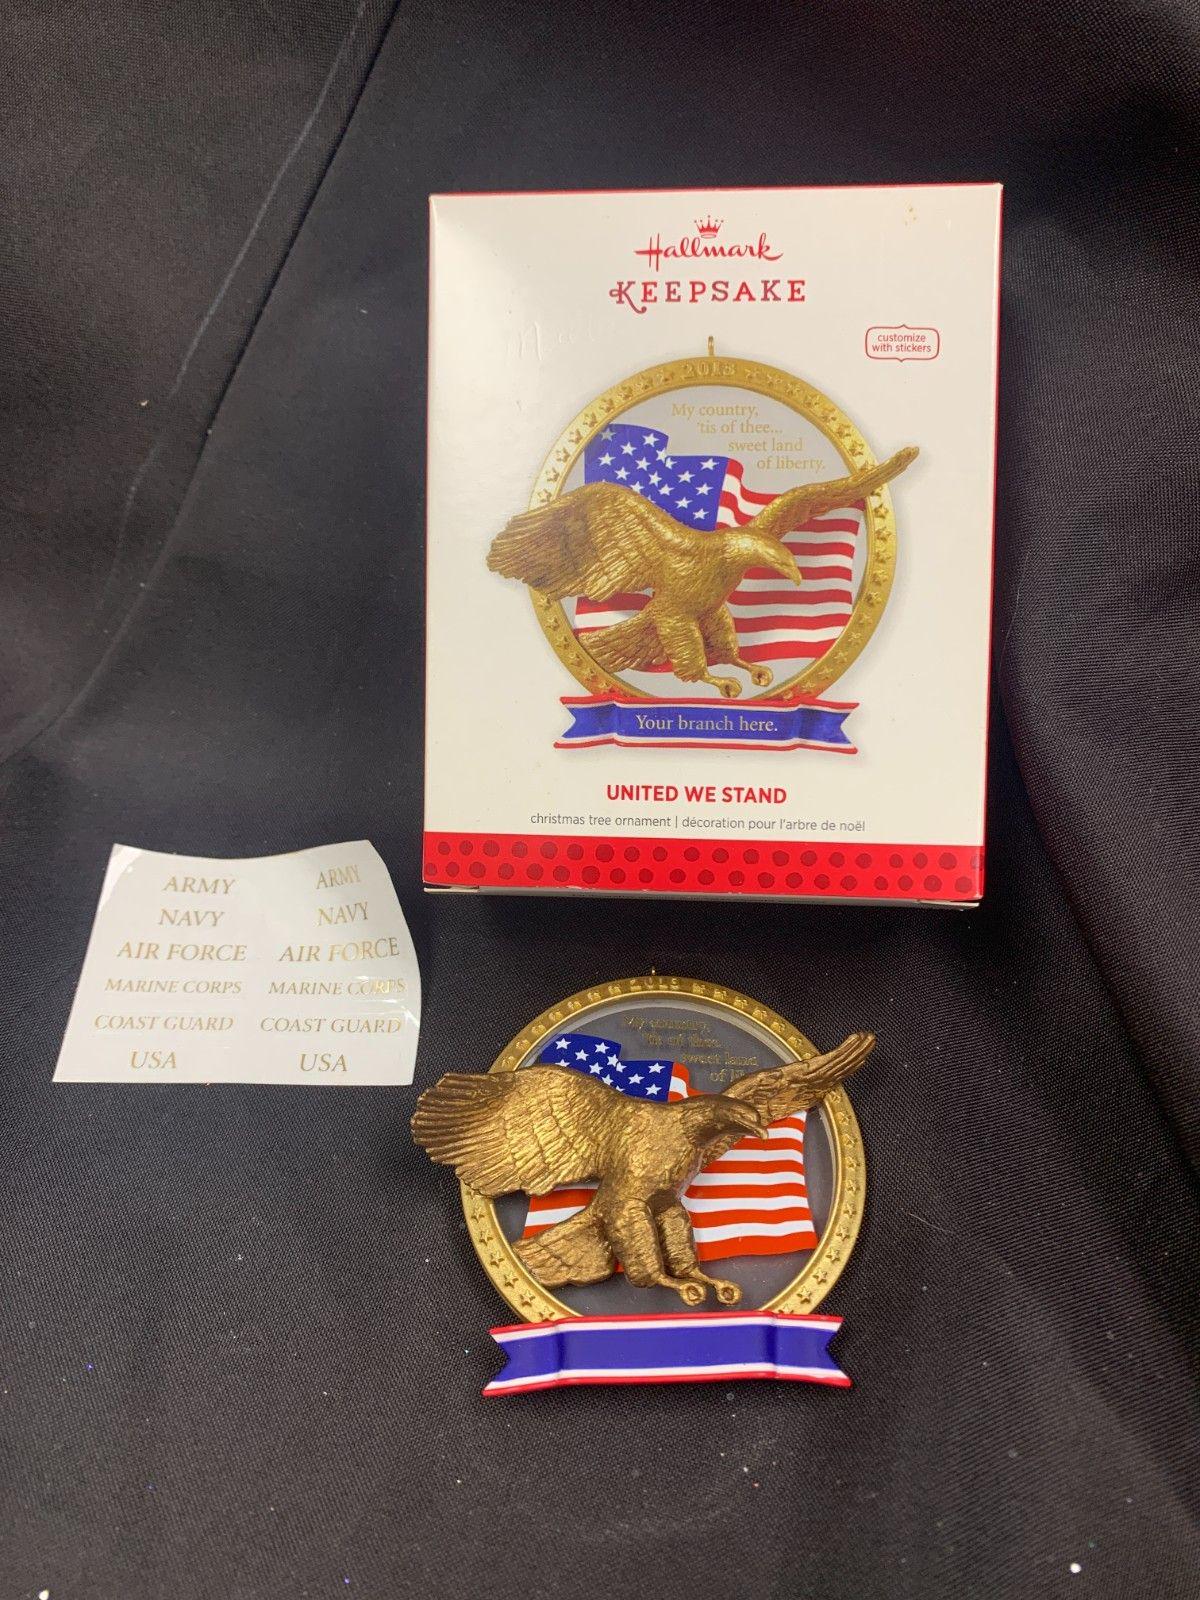 Hallmark
KEEPSAKE
customize
with stickers
2013
My country,
'tis of thee...
sweet land
of liberty.
Your branch here.
UNITED WE STAND
christmas tree ornament | décoration pour l'arbre de noël
ARMY ARMY
NAVY NAVY
AIR FORCE AIR FORCE
MARINE CORPS MARINE CORPS
COAST GUARD COAST GUARD
USA USA
2013
My country,
'tis of thee...
sweet land
of